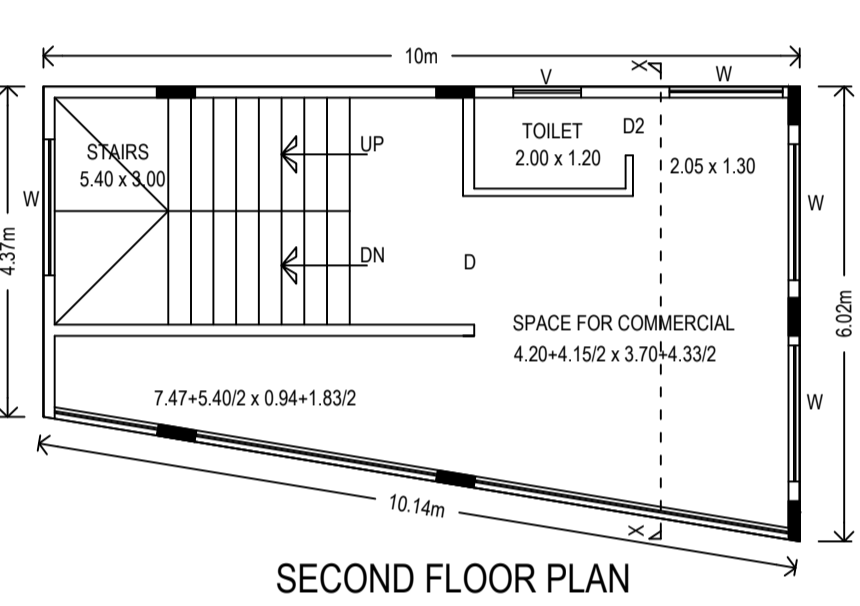 10m
V
W
X
STAIRS
5.40 x 3.00
UP
TOILET
2.00 x 1.20
D2
2.05 x 1.30
W
W
4.37m
DN
D
6.02m
SPACE FOR COMMERCIAL
4.20+4.15/2 x 3.70+4.33/2
7.47+5.40/2 x 0.94+1.83/2
W
10.14m
X
SECOND FLOOR PLAN